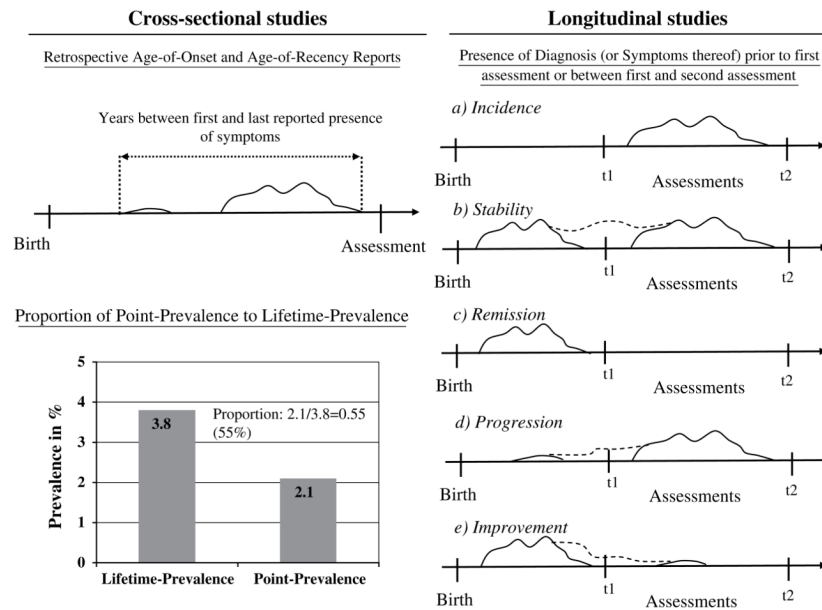 Cross-sectional studies
Retrospective Age-of-Onset and Age-of-Recency Reports
Years between first and last reported presence
of symptoms
Birth
Assessment
Proportion of Point-Prevalence to Lifetime-Prevalence
Prevalence in %
5
4
3
2
1
0
3.8
Proportion: 2.1/3.8=0.55
(55%)
2.1
Lifetime-Prevalence
Point-Prevalence
Longitudinal studies
Presence of Diagnosis (or Symptoms thereof) prior to first
assessment or between first and second assessment
a) Incidence
Birth
t1
Assessments
t2
b) Stability
Birth
t1
Assessments
t2
c) Remission
Birth
t1
Assessments
t2
d) Progression
Birth
t1
Assessments
t2
e) Improvement
Birth
t1
Assessments
t2